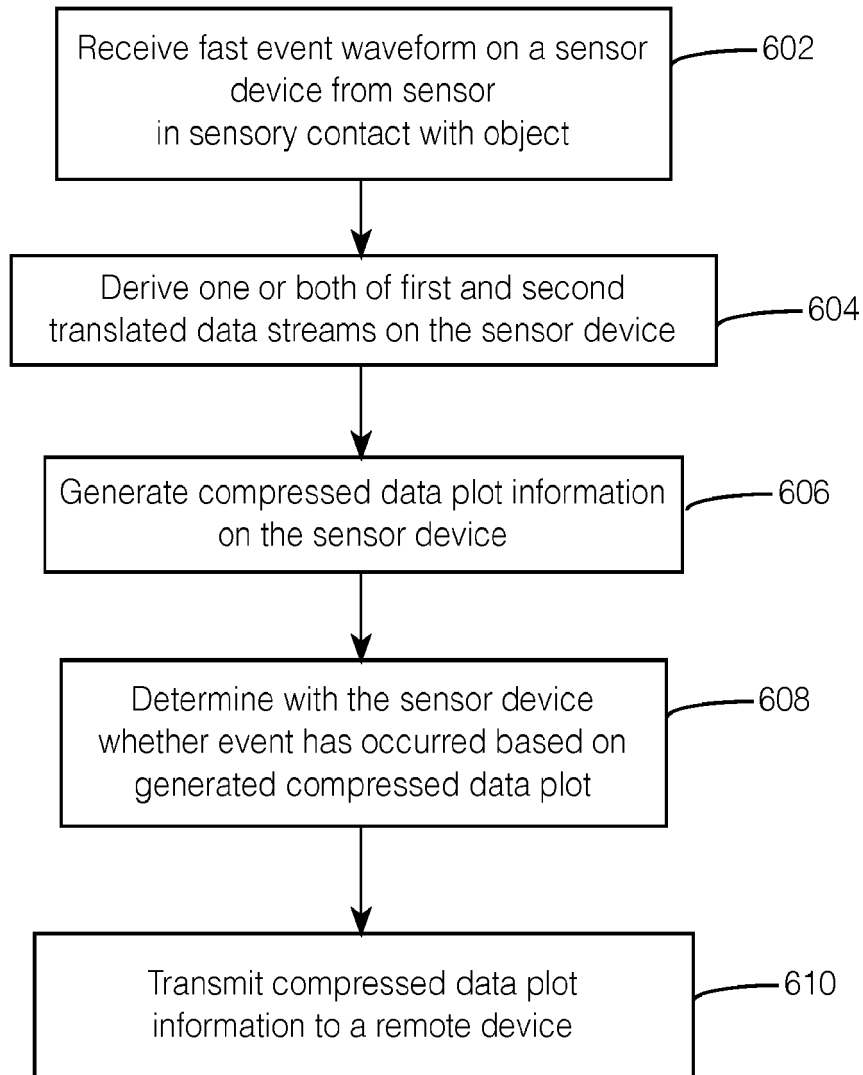 Receive fast event waveform on a sensor
device from sensor
in sensory contact with object
602
Derive one or both of first and second
translated data streams on the sensor device
604
Generate compressed data plot information
on the sensor device
606
Determine with the sensor device
whether event has occurred based on
generated compressed data plot
608
Transmit compressed data plot
information to a remote device
610